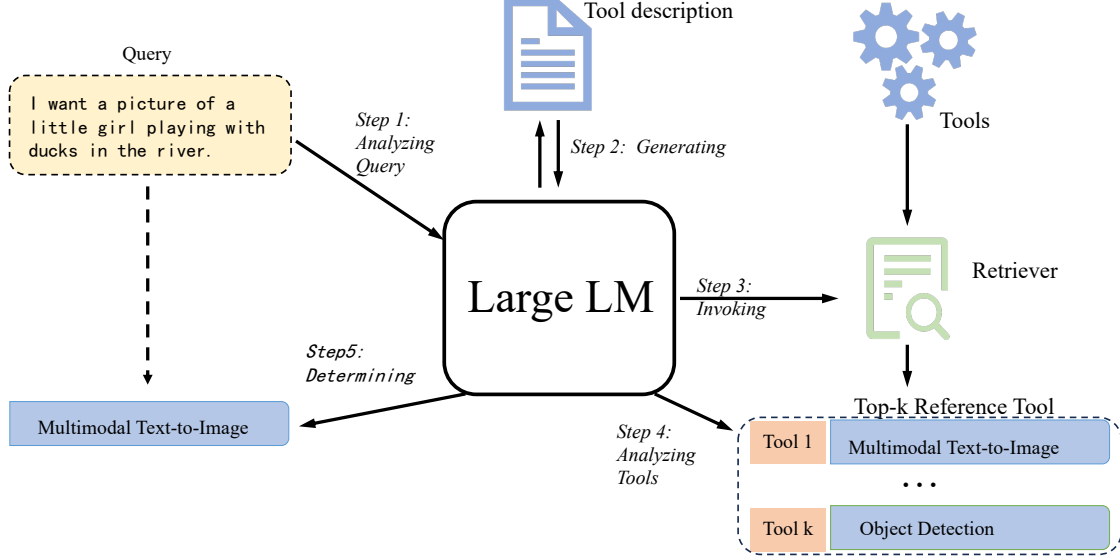 Query
I want a picture of a
little girl playing with
ducks in the river.
Tool description
Tools
Step 1:
Analyzing
Query
Step 2: Generating
Large LM
Step 3:
Invoking
Retriever
Step5:
Determining
Multimodal Text-to-Image
Step 4:
Analyzing
Tools
Top-k Reference Tool
Tool 1
Multimodal Text-to-Image
...
Tool k
Object Detection